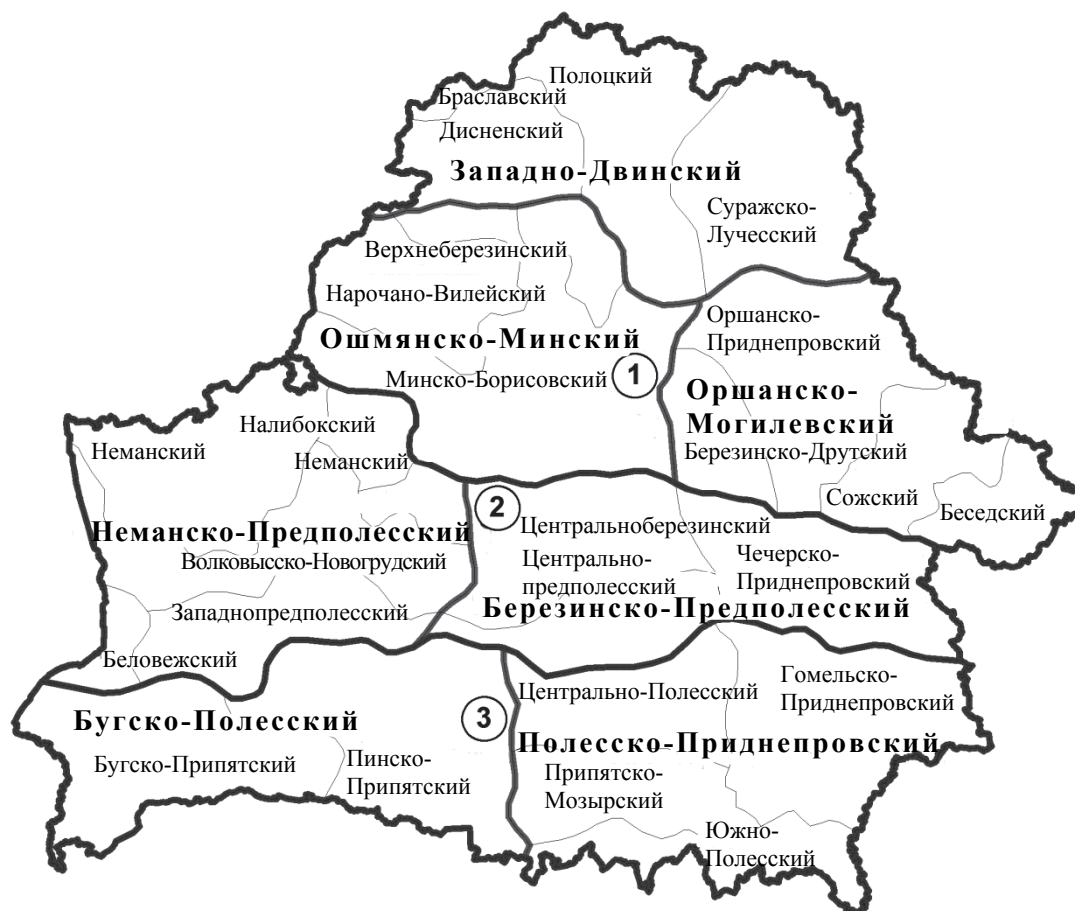 Полоцкий
Браславский
Дисненский
Западно-Двинский
Суражско-
Лучесский
Верхнеберезинский
Нарочано-Вилейский
Оршанско-
Приднепровский
Ошмянско-Минский
Минско-Борисовский
1
Оршанско-
Могилевский
Налибокский
Неманский
Неманский
Березинско-Друтский
Сожский
Беседский
2
Центральноберезинский
Неманско-Предполесский
Волковысско-Новогрудский
Центрально-
предполесский
Чечерско-
Приднепровский
Западнопредполесский
Березинско-Предполесский
Беловежский
Центрально-Полесский
Гомельско-
Приднепровский
Бугско-Полесский
3
Полесско-Приднепровский
Бугско-Припятский
Пинско-
Припятский
Припятско-
Мозырский
Южно-
Полесский